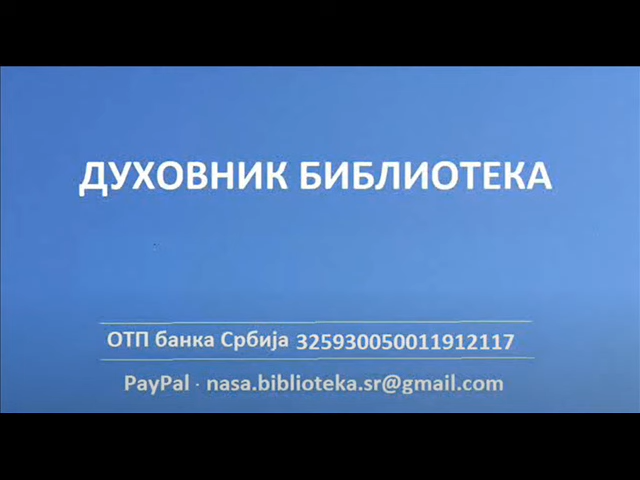 ДУХОВНИК БИБЛИОТЕКА
ОТП банка Србија 325930050011912117
PayPal · nasa.biblioteka.sr@gmail.com